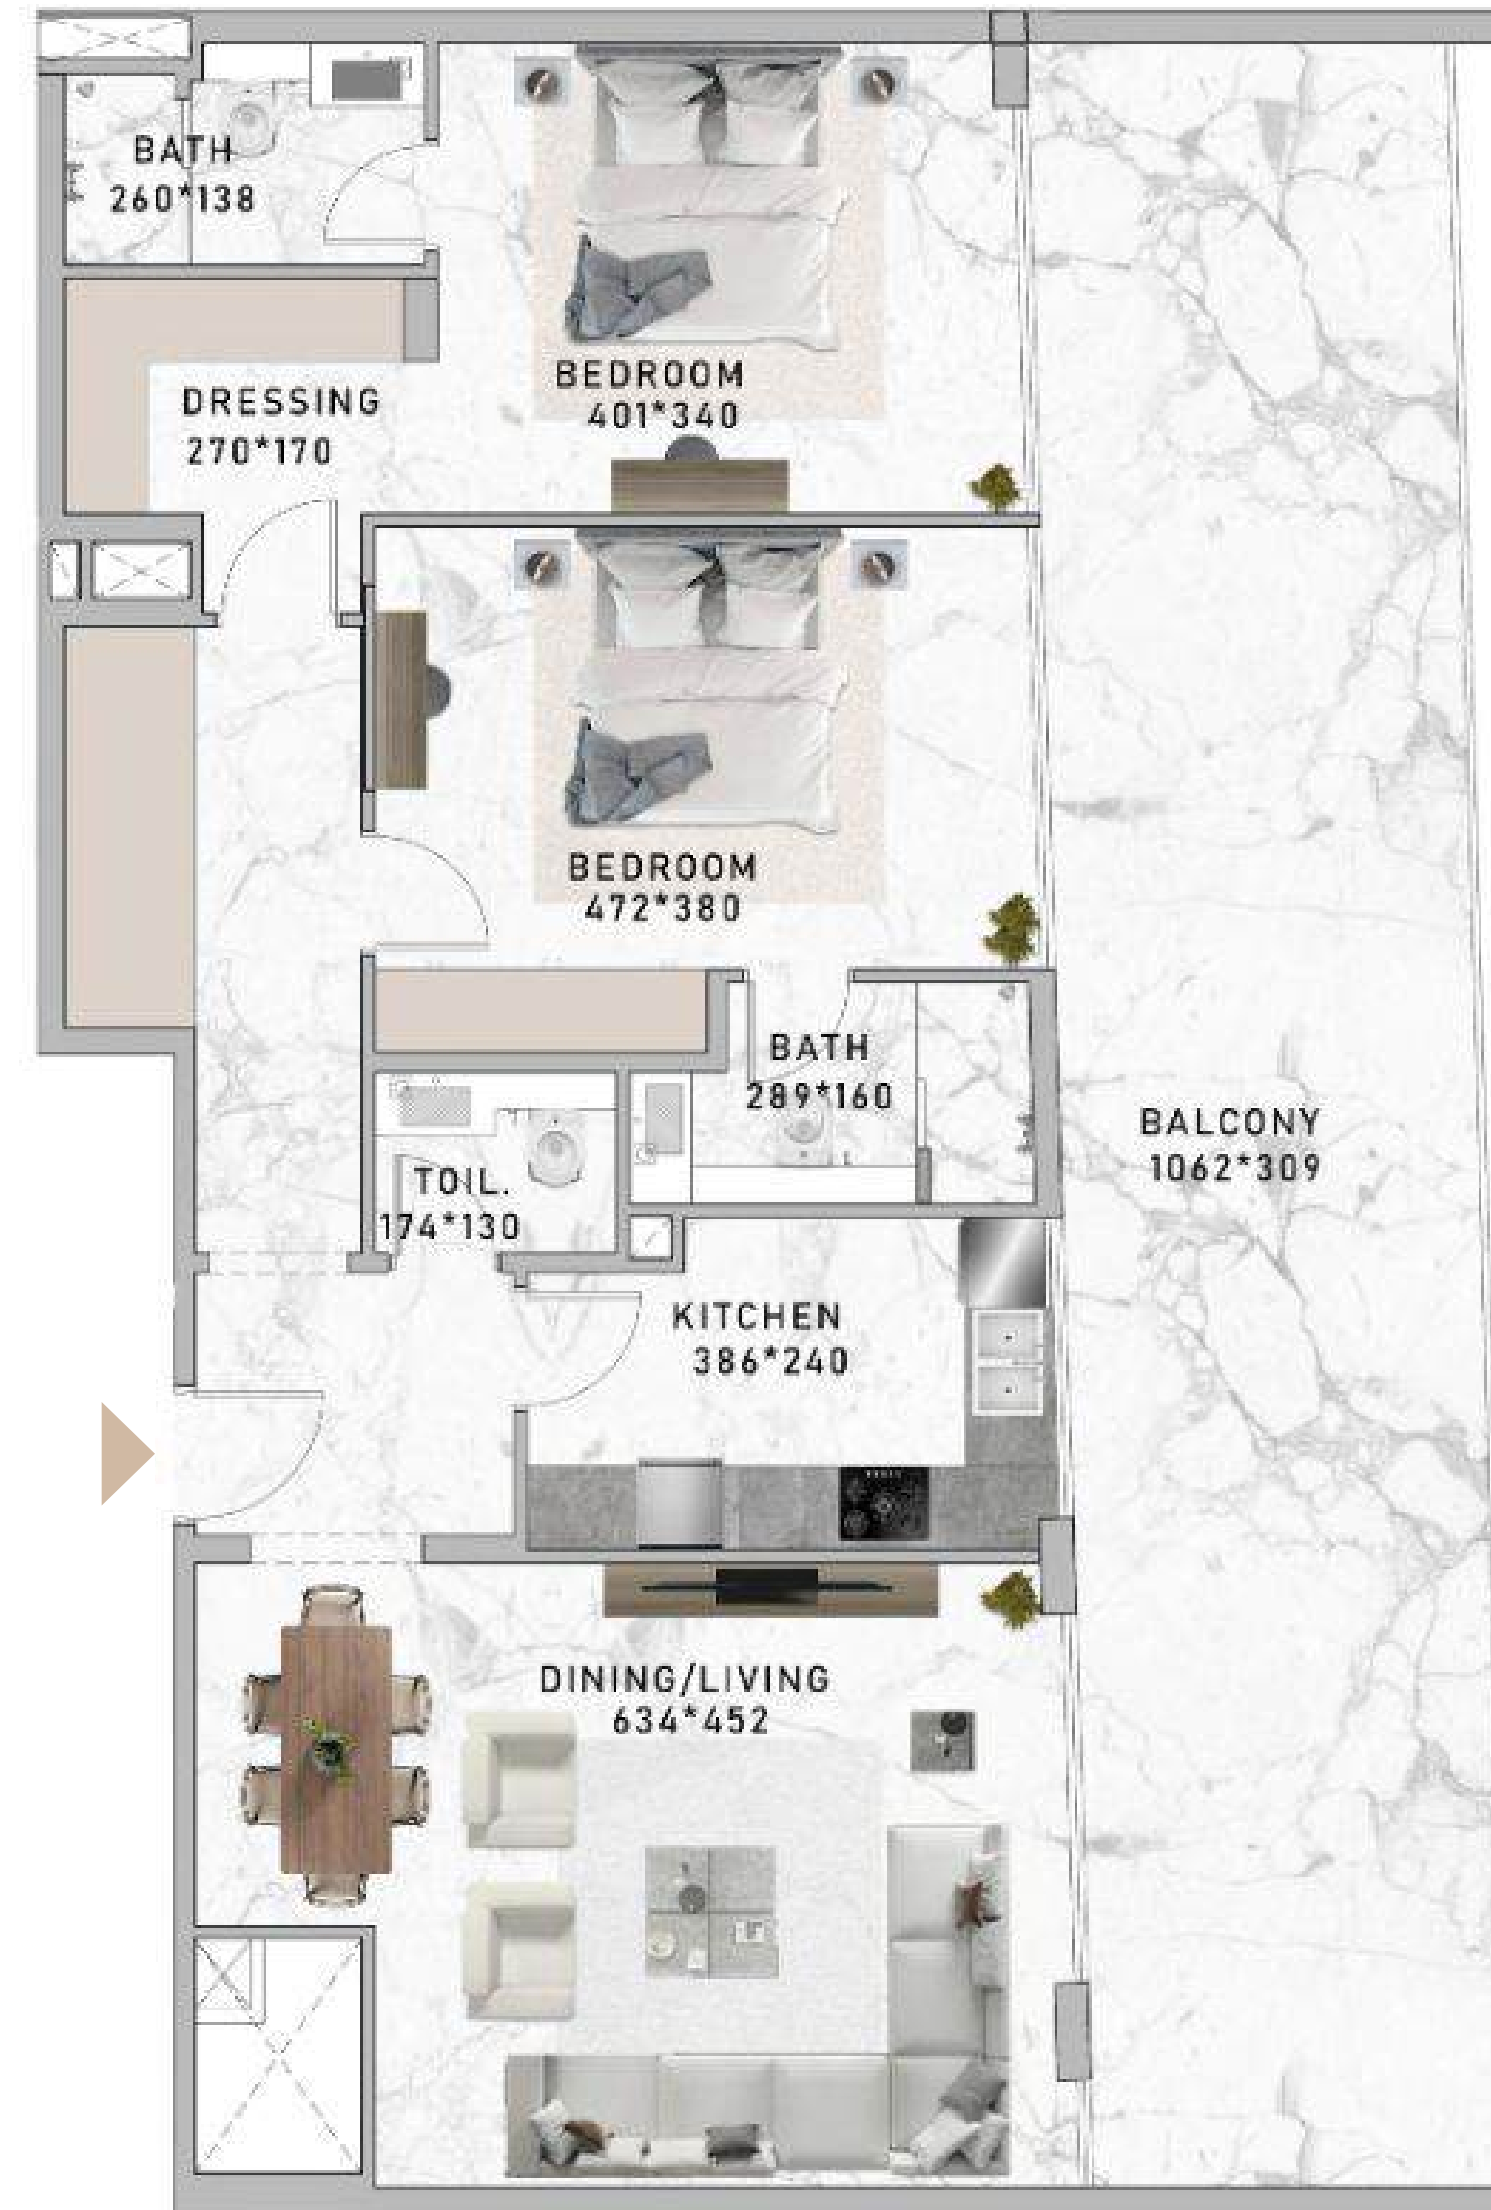 BATH
260*138
BEDROOM
401*340
DRESSING
270*170
BEDROOM
472*380
BATH
289*160
BALCONY
1062*309
TOIL.
174*130
KITCHEN
386*240
DINING/LIVING
634*452